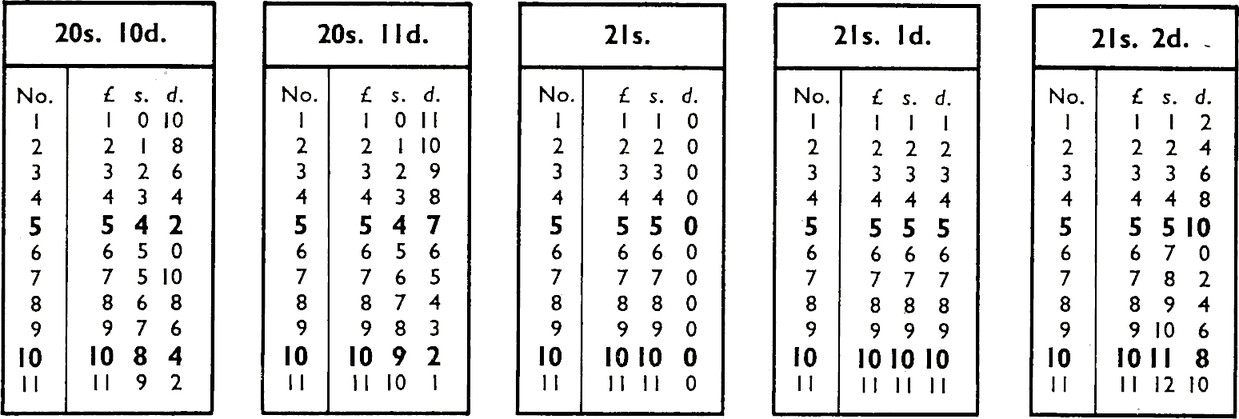 20s. 10d.
No. £ s. d.
1 1 0 10
2 2 1 8
3 3 2 6
4 4 3 4
5 5 4 2
6 6 5 0
7 7 5 10
8 8 6 8
9 9 7 6
10 10 8 4
11 11 9 2
20s. 11d.
No. £ s. d.
1 1 0 11
2 2 1 10
3 3 2 9
4 4 3 8
5 5 4 7
6 6 5 6
7 7 6 5
8 8 7 4
9 9 8 3
10 10 9 2
11 11 10 1
21s.
No. £ s. d.
1 1 1 0
2 2 2 0
3 3 3 0
4 4 4 0
5 5 5 0
6 6 6 0
7 7 7 0
8 8 8 0
9 9 9 0
10 10 10 0
11 11 11 0
21s. 1d.
No. £ s. d.
1 1 1 1
2 2 2 2
3 3 3 3
4 4 4 4
5 5 5 5
6 6 6 6
7 7 7 7
8 8 8 8
9 9 9 9
10 10 10 10
11 11 11 11
21s. 2d.
No. £ s. d.
1 1 1 2
2 2 2 4
3 3 3 6
4 4 4 8
5 5 5 10
6 6 7 0
7 7 8 2
8 8 9 4
9 9 10 6
10 10 11 8
11 11 12 10